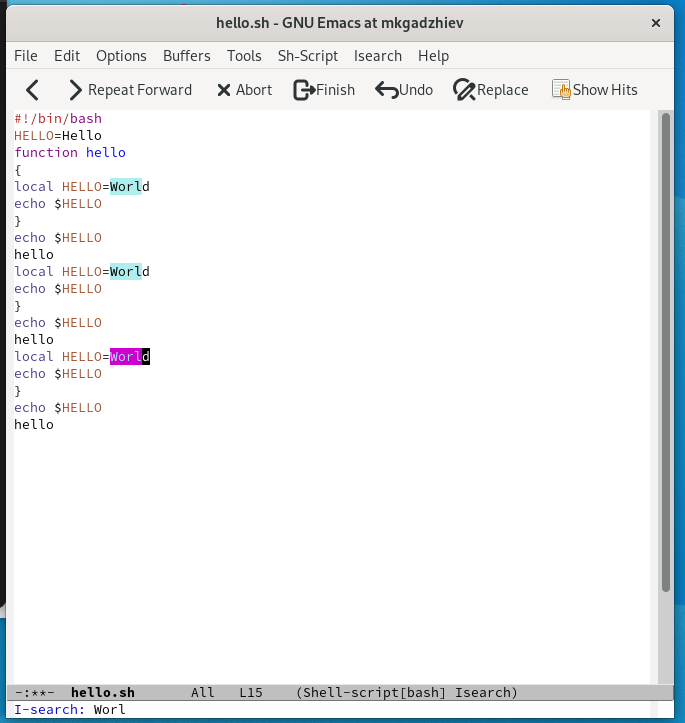 hello.sh - GNU Emacs at mkgadzhiev
File Edit Options Buffers Tools Sh-Script Isearch Help
Repeat Forward Abort Finish Undo Replace Show Hits
#!/bin/bash
HELLO=Hello
function hello
{
local HELLO=World
echo $HELLO
}
echo $HELLO
hello
local HELLO=World
echo $HELLO
}
echo $HELLO
hello
local HELLO=World
echo $HELLO
}
echo $HELLO
hello
-:**- hello.sh All L15 (Shell-script[bash] Isearch)
I-search: Worl